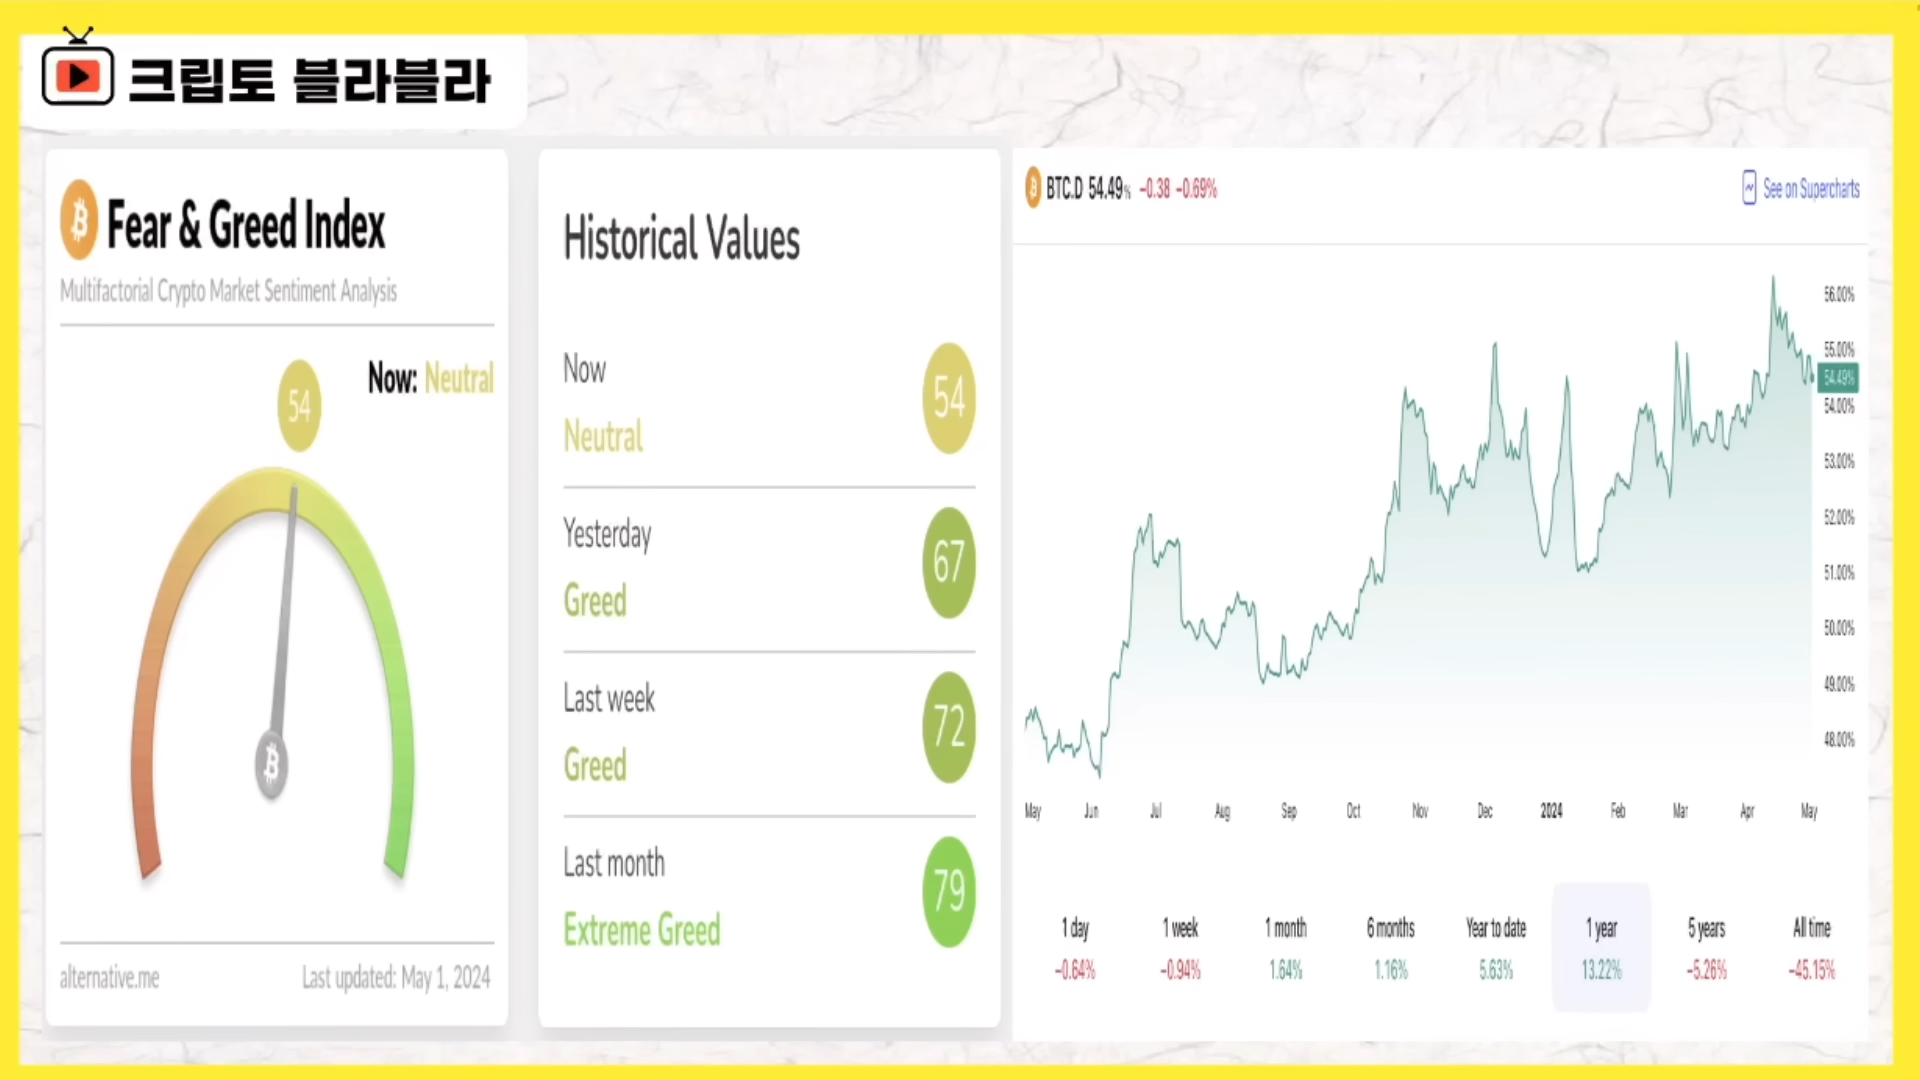 크립토 블라블라
Fear & Greed Index
Multifactorial Crypto Market Sentiment Analysis
Now: Neutral
54
alternative.me
Last updated: May 1, 2024
Historical Values
Now
Neutral
54
Yesterday
Greed
67
Last week
Greed
72
Last month
Extreme Greed
79
BTC.D 54.49% −0.38 −0.69%
See on Supercharts
56.00%
55.00%
54.49%
54.00%
53.00%
52.00%
51.00%
50.00%
49.00%
48.00%
May Jun Jul Aug Sep Oct Nov Dec 2024 Feb Mar Apr May
1 day 1 week 1 month 6 months Year to date 1 year 5 years All time
−0.64% −0.94% 1.64% 1.16% 5.63% 13.22% −5.26% −45.15%